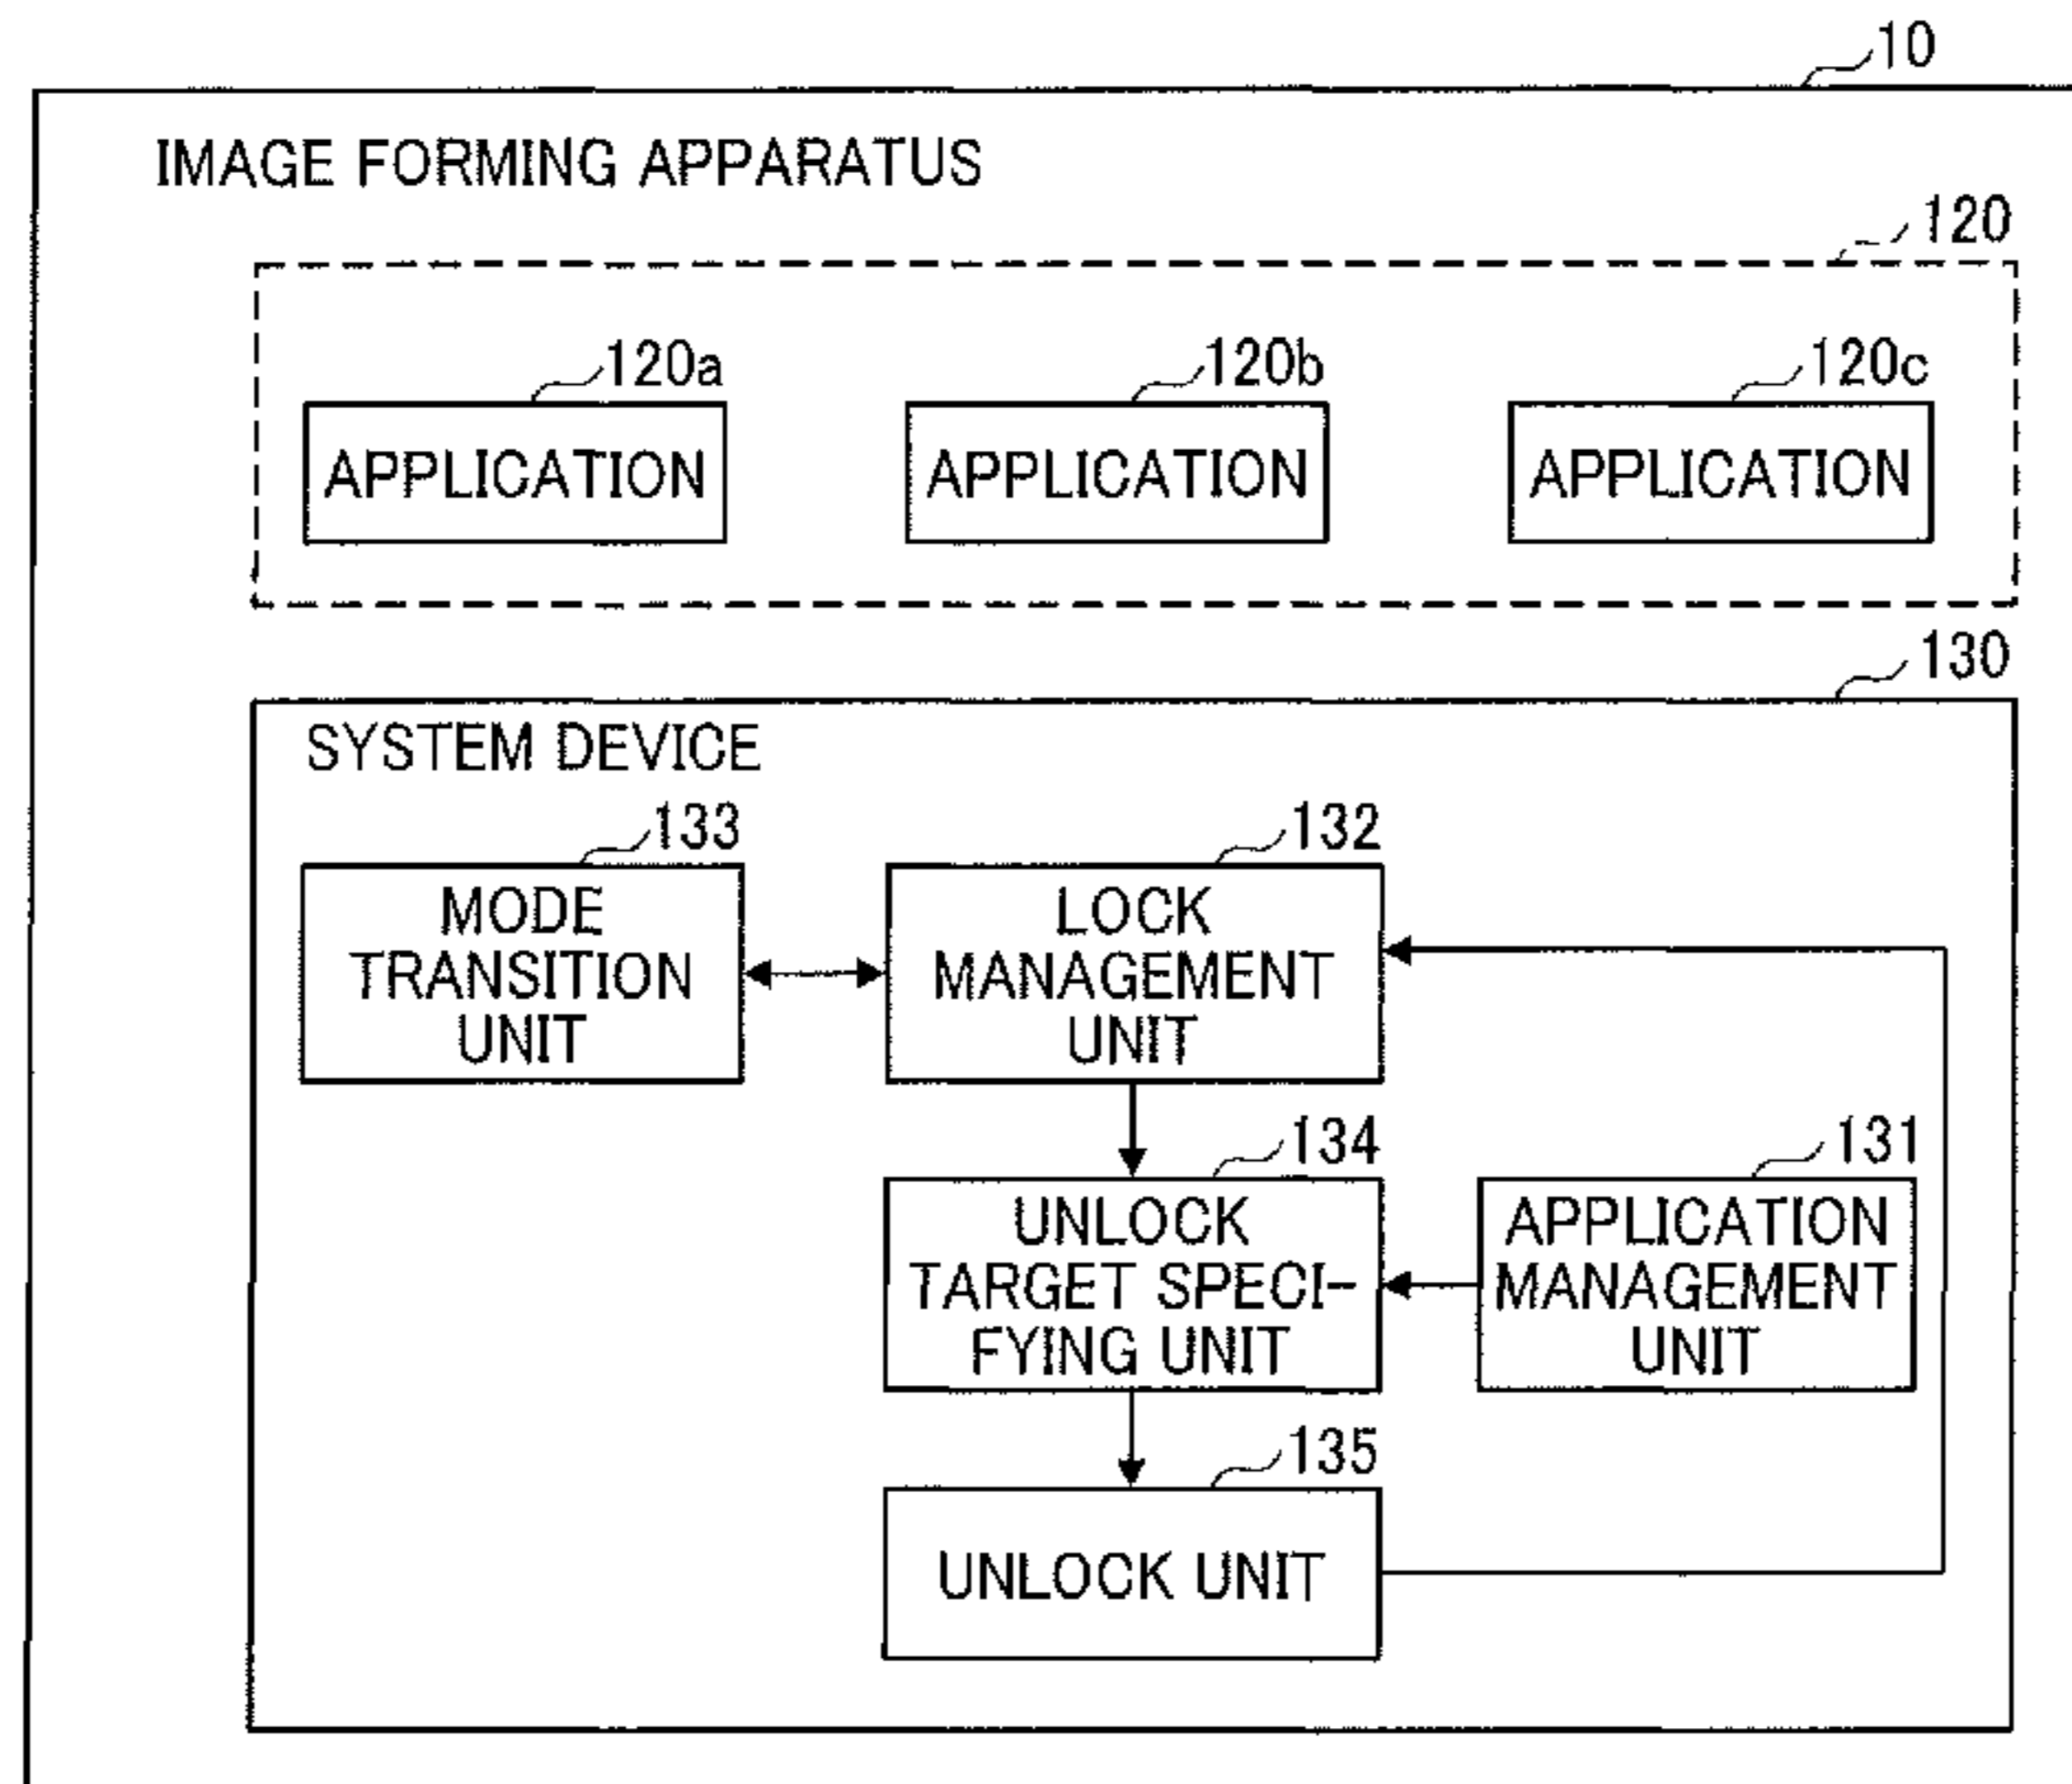 10
IMAGE FORMING APPARATUS
120
120a
120b
120c
APPLICATION
APPLICATION
APPLICATION
130
SYSTEM DEVICE
133
132
MODE
TRANSITION
UNIT
LOCK
MANAGEMENT
UNIT
134
131
UNLOCK
TARGET SPECI-
FYING UNIT
APPLICATION
MANAGEMENT
UNIT
135
UNLOCK UNIT